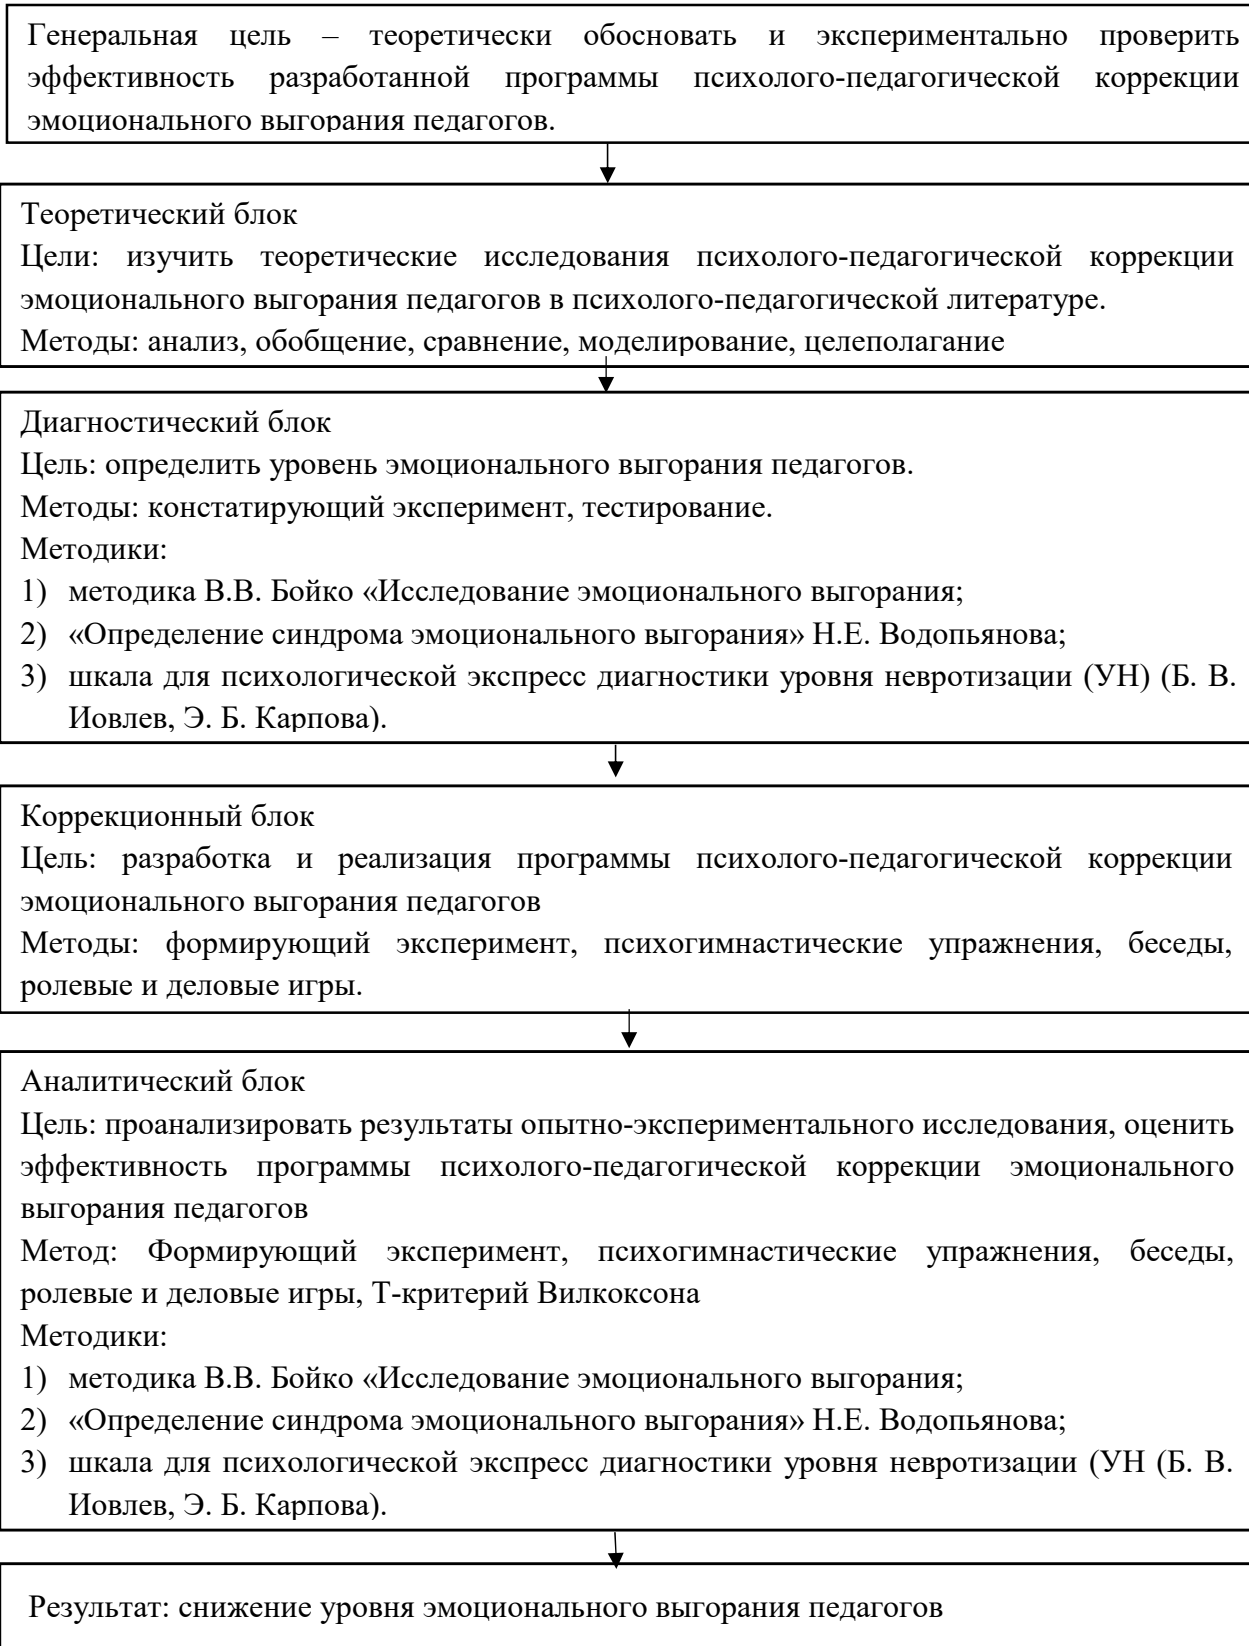 Генеральная цель – теоретически обосновать и экспериментально проверить
эффективность разработанной программы психолого-педагогической коррекции
эмоционального выгорания педагогов.
Теоретический блок
Цели: изучить теоретические исследования психолого-педагогической коррекции
эмоционального выгорания педагогов в психолого-педагогической литературе.
Методы: анализ, обобщение, сравнение, моделирование, целеполагание
Диагностический блок
Цель: определить уровень эмоционального выгорания педагогов.
Методы: констатирующий эксперимент, тестирование.
Методики:
1) методика В.В. Бойко «Исследование эмоционального выгорания;
2) «Определение синдрома эмоционального выгорания» Н.Е. Водопьянова;
3) шкала для психологической экспресс диагностики уровня невротизации (УН) (Б. В.
Иовлев, Э. Б. Карпова).
Коррекционный блок
Цель: разработка и реализация программы психолого-педагогической коррекции
эмоционального выгорания педагогов
Методы: формирующий эксперимент, психогимнастические упражнения, беседы,
ролевые и деловые игры.
Аналитический блок
Цель: проанализировать результаты опытно-экспериментального исследования, оценить
эффективность программы психолого-педагогической коррекции эмоционального
выгорания педагогов
Метод: Формирующий эксперимент, психогимнастические упражнения, беседы,
ролевые и деловые игры, Т-критерий Вилкоксона
Методики:
1) методика В.В. Бойко «Исследование эмоционального выгорания;
2) «Определение синдрома эмоционального выгорания» Н.Е. Водопьянова;
3) шкала для психологической экспресс диагностики уровня невротизации (УН (Б. В.
Иовлев, Э. Б. Карпова).
Результат: снижение уровня эмоционального выгорания педагогов